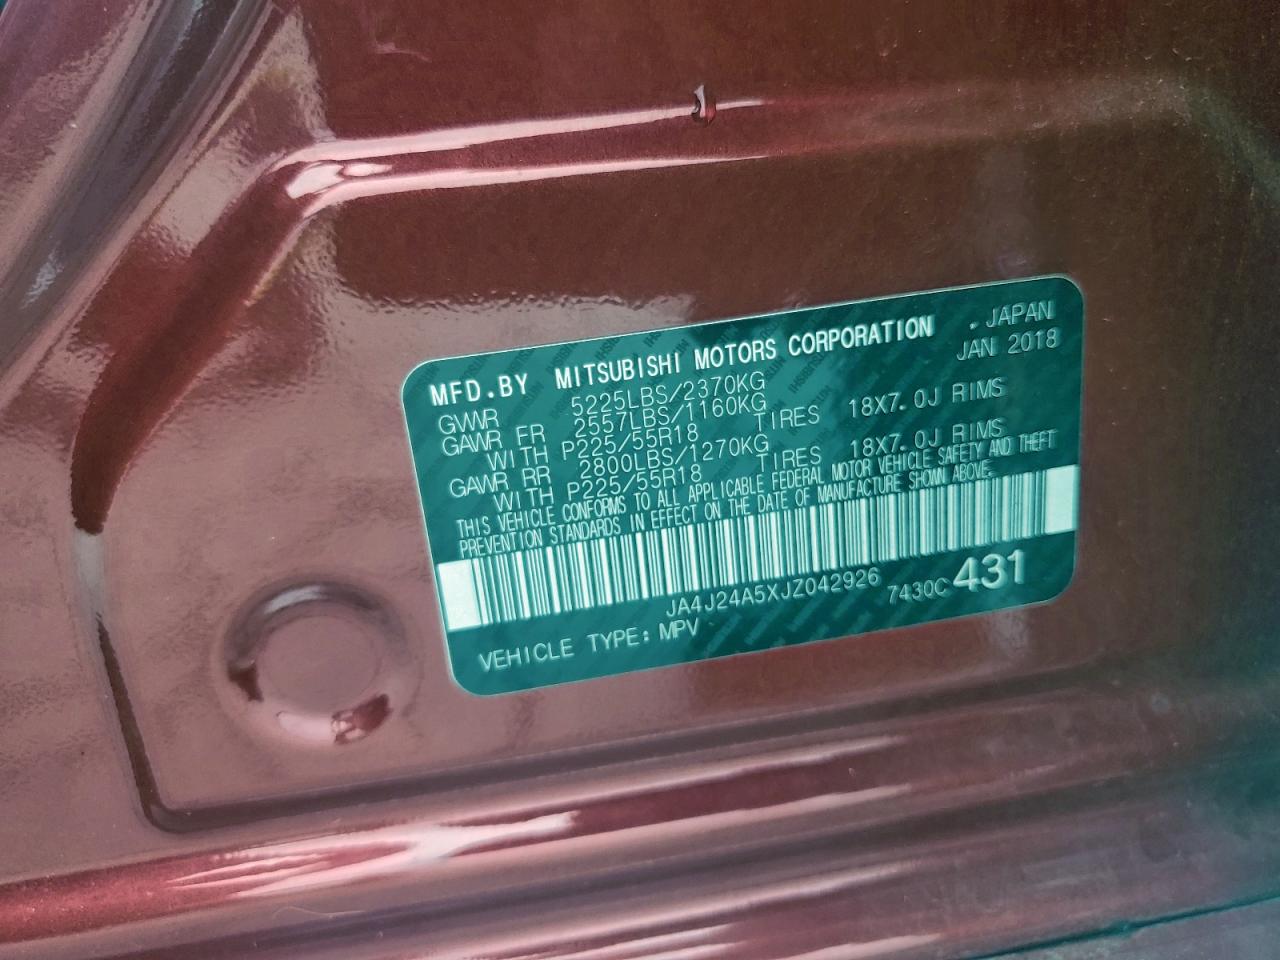 MFD.BY MITSUBISHI MOTORS CORPORATION , JAPAN
JAN 2018
GVWR 5225LBS/2370KG
GAWR FR 2557LBS/1160KG
WITH P225/55R18 TIRES 18X7.0J RIMS
GAWR RR 2800LBS/1270KG
WITH P225/55R18 TIRES 18X7.0J RIMS
THIS VEHICLE CONFORMS TO ALL APPLICABLE FEDERAL MOTOR VEHICLE SAFETY AND THEFT
PREVENTION STANDARDS IN EFFECT ON THE DATE OF MANUFACTURE SHOWN ABOVE.
JA4J24A5XJZ042926 7430C 431
VEHICLE TYPE: MPV